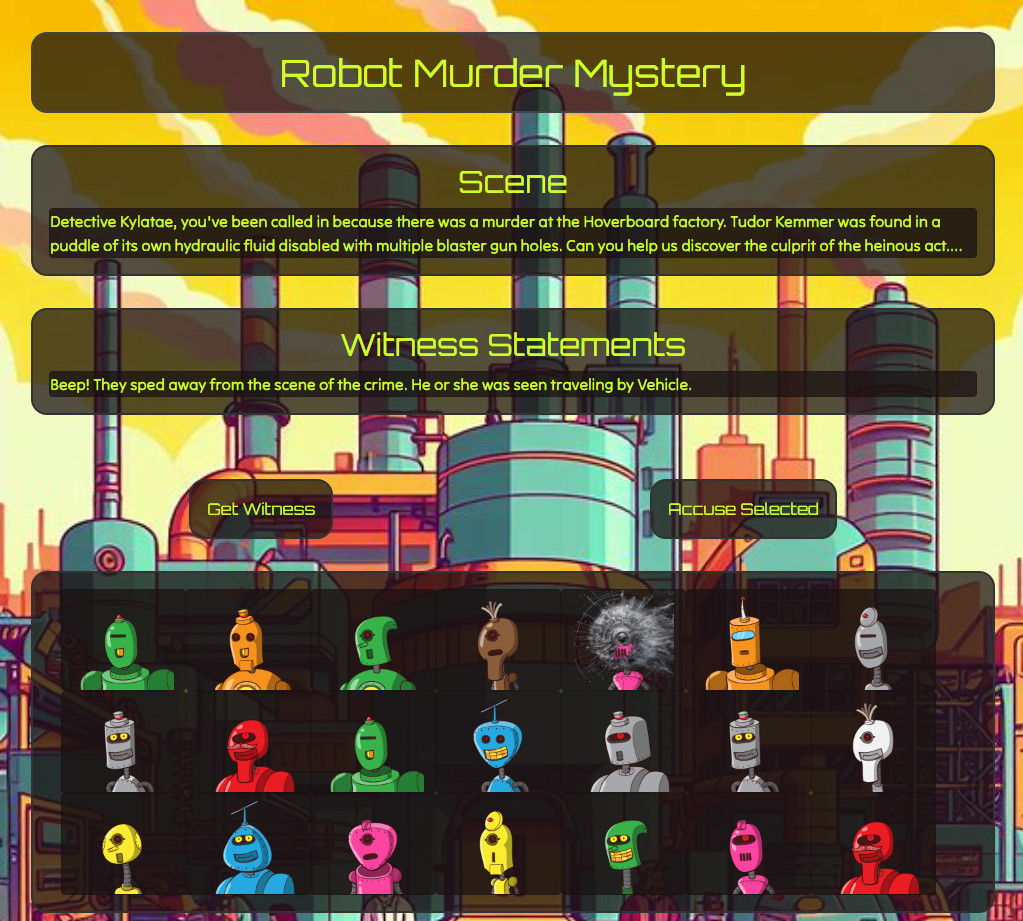 Robot Murder Mystery
Scene
Detective Kylatae, you've been called in because there was a murder at the Hoverboard factory. Tudor Kemmer was found in a
puddle of its own hydraulic fluid disabled with multiple blaster gun holes. Can you help us discover the culprit of the heinous act....
Witness Statements
Beep! They sped away from the scene of the crime. He or she was seen traveling by Vehicle.
Get Witness
Accuse Selected